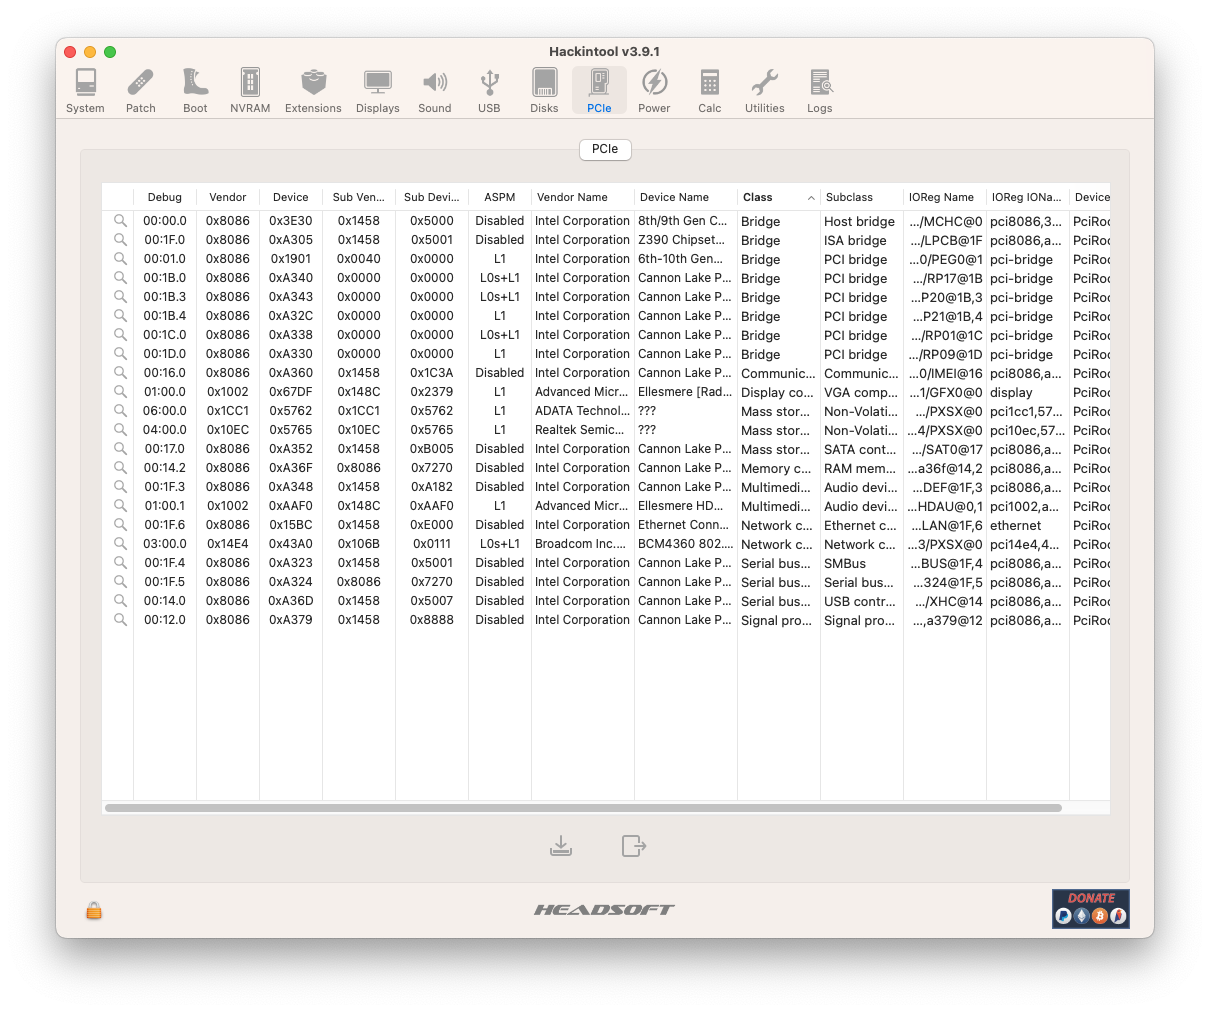 Hackintool v3.9.1
System Patch Boot NVRAM Extensions Displays Sound USB Disks PCIe Power Calc Utilities Logs
PCIe
Debug Vendor Device Sub Ven... Sub Devi... ASPM Vendor Name Device Name Class Subclass IOReg Name IOReg IONa... Device
00:00.0 0x8086 0x3E30 0x1458 0x5000 Disabled Intel Corporation 8th/9th Gen C... Bridge Host bridge .../MCHC@0 pci8086,3... PciRoo
00:1F.0 0x8086 0xA305 0x1458 0x5001 Disabled Intel Corporation Z390 Chipset... Bridge ISA bridge .../LPCB@1F pci8086,a... PciRoo
00:01.0 0x8086 0x1901 0x0040 0x0000 L1 Intel Corporation 6th-10th Gen... Bridge PCI bridge ...0/PEG0@1 pci-bridge PciRoo
00:1B.0 0x8086 0xA340 0x0000 0x0000 L0s+L1 Intel Corporation Cannon Lake P... Bridge PCI bridge .../RP17@1B pci-bridge PciRoo
00:1B.3 0x8086 0xA343 0x0000 0x0000 L0s+L1 Intel Corporation Cannon Lake P... Bridge PCI bridge ...P20@1B,3 pci-bridge PciRoo
00:1B.4 0x8086 0xA32C 0x0000 0x0000 L1 Intel Corporation Cannon Lake P... Bridge PCI bridge ...P21@1B,4 pci-bridge PciRoo
00:1C.0 0x8086 0xA338 0x0000 0x0000 L0s+L1 Intel Corporation Cannon Lake P... Bridge PCI bridge .../RP01@1C pci-bridge PciRoo
00:1D.0 0x8086 0xA330 0x0000 0x0000 L1 Intel Corporation Cannon Lake P... Bridge PCI bridge .../RP09@1D pci-bridge PciRoo
00:16.0 0x8086 0xA360 0x1458 0x1C3A Disabled Intel Corporation Cannon Lake P... Communic... Communic... ...0/IMEI@16 pci8086,a... PciRoo
01:00.0 0x1002 0x67DF 0x148C 0x2379 L1 Advanced Micr... Ellesmere [Rad... Display co... VGA comp... ...1/GFX0@0 display PciRoo
06:00.0 0x1CC1 0x5762 0x1CC1 0x5762 L1 ADATA Technol... ??? Mass stor... Non-Volati... .../PXSX@0 pci1cc1,57... PciRoo
04:00.0 0x10EC 0x5765 0x10EC 0x5765 L1 Realtek Semic... ??? Mass stor... Non-Volati... ...4/PXSX@0 pci10ec,57... PciRoo
00:17.0 0x8086 0xA352 0x1458 0xB005 Disabled Intel Corporation Cannon Lake P... Mass stor... SATA cont... .../SAT0@17 pci8086,a... PciRoo
00:14.2 0x8086 0xA36F 0x8086 0x7270 Disabled Intel Corporation Cannon Lake P... Memory c... RAM mem... ...a36f@14,2 pci8086,a... PciRoo
00:1F.3 0x8086 0xA348 0x1458 0xA182 Disabled Intel Corporation Cannon Lake P... Multimedi... Audio devi... ...DEF@1F,3 pci8086,a... PciRoo
01:00.1 0x1002 0xAAF0 0x148C 0xAAF0 L1 Advanced Micr... Ellesmere HD... Multimedi... Audio devi... ...HDAU@0,1 pci1002,a... PciRoo
00:1F.6 0x8086 0x15BC 0x1458 0xE000 Disabled Intel Corporation Ethernet Conn... Network c... Ethernet c... ...LAN@1F,6 ethernet PciRoo
03:00.0 0x14E4 0x43A0 0x106B 0x0111 L0s+L1 Broadcom Inc.... BCM4360 802.... Network c... Network c... ...3/PXSX@0 pci14e4,4... PciRoo
00:1F.4 0x8086 0xA323 0x1458 0x5001 Disabled Intel Corporation Cannon Lake P... Serial bus... SMBus ...BUS@1F,4 pci8086,a... PciRoo
00:1F.5 0x8086 0xA324 0x8086 0x7270 Disabled Intel Corporation Cannon Lake P... Serial bus... Serial bus... ...324@1F,5 pci8086,a... PciRoo
00:14.0 0x8086 0xA36D 0x1458 0x5007 Disabled Intel Corporation Cannon Lake P... Serial bus... USB contr... .../XHC@14 pci8086,a... PciRoo
00:12.0 0x8086 0xA379 0x1458 0x8888 Disabled Intel Corporation Cannon Lake P... Signal pro... Signal pro... ...,a379@12 pci8086,a... PciRoo
HEADSOFT
DONATE